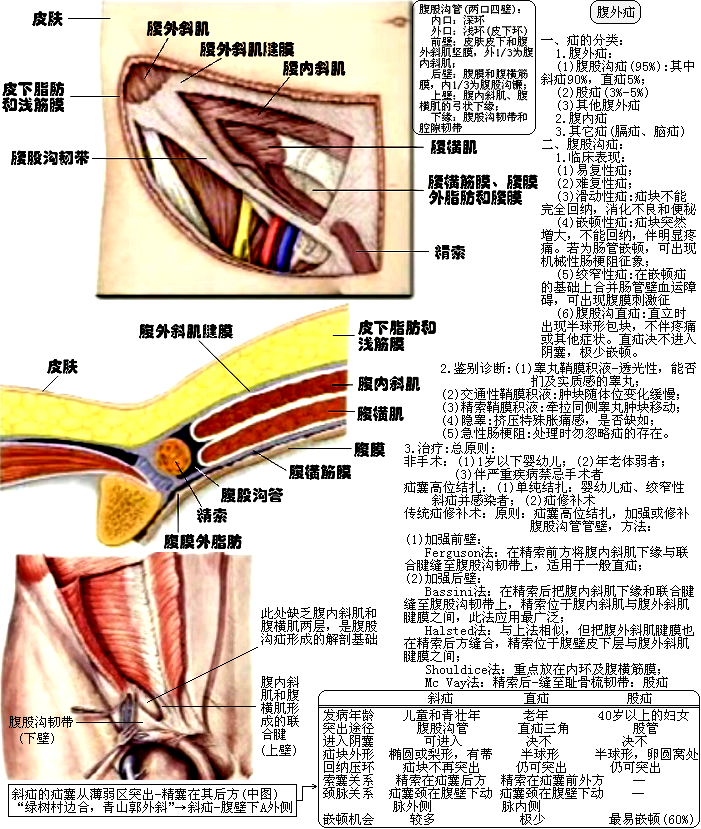 皮肤
腹外斜肌
腹外斜肌腱膜
腹内斜肌
皮下脂肪
和浅筋膜
腹股沟韧带
腹横肌
腹横筋膜、腹膜
外脂肪和腹膜
精索
腹股沟管(两口四壁):
内口: 深环
外口: 浅环(皮下环)
前壁: 皮肤皮下和腹
外斜肌坚膜, 外1/3为腹
内斜肌;
后壁: 腹膜和腹横筋
膜, 内1/3为腹股沟镰;
上壁: 腹内斜肌、腹
横肌的弓状下缘;
下缘: 腹股沟韧带和
腔隙韧带
腹外疝
一、疝的分类:
1.腹外疝:
(1)腹股沟疝(95%):其中
斜疝90%, 直疝5%;
(2)股疝(3%-5%)
(3)其他腹外疝
2.腹内疝
3.其它疝(膈疝、脑疝)
二、腹股沟疝:
1.临床表现:
(1)易复性疝;
(2)难复性疝;
(3)滑动性疝:疝块不能
完全回纳, 消化不良和便秘
(4)嵌顿性疝:疝块突然
增大, 不能回纳, 伴明显疼
痛。若为肠管嵌顿, 可出现
机械性肠梗阻征象;
(5)绞窄性疝:在嵌顿疝
的基础上合并肠管壁血运障
碍, 可出现腹膜刺激征
(6)腹股沟直疝:直立时
出现半球形包块, 不伴疼痛
或其他症状。直疝决不进入
阴囊, 极少嵌顿。
2.鉴别诊断:(1)睾丸鞘膜积液-透光性, 能否
扪及实质感的睾丸;
(2)交通性鞘膜积液:肿块随体位变化缓慢;
(3)精索鞘膜积液:牵拉同侧睾丸肿块移动;
(4)隐睾:挤压特殊胀痛感, 是否缺如;
(5)急性肠梗阻:处理时勿忽略疝的存在。
3.治疗:总原则:
非手术: (1)1岁以下婴幼儿; (2)年老体弱者;
(3)伴严重疾病禁忌手术者
疝囊高位结扎: (1)单纯结扎: 婴幼儿疝、绞窄性
斜疝并感染者; (2)疝修补术
传统疝修补术: 原则: 疝囊高位结扎, 加强或修补
腹股沟管管壁, 方法:
(1)加强前壁:
Ferguson法: 在精索前方将腹内斜肌下缘与联
合腱缝至腹股沟韧带上, 适用于一般直疝;
(2)加强后壁:
Bassini法: 在精索后把腹内斜肌下缘和联合腱
缝至腹股沟韧带上, 精索位于腹内斜肌与腹外斜肌
腱膜之间, 此法应用最广泛;
Halsted法: 与上法相似, 但把腹外斜肌腱膜也
在精索后方缝合, 精索位于腹壁皮下层与腹外斜肌
腱膜之间;
Shouldice法: 重点放在内环及腹横筋膜;
Mc Vay法: 精索后-缝至耻骨梳韧带: 股疝
腹外斜肌腱膜
皮下脂肪和
浅筋膜
皮肤
腹内斜肌
腹横肌
腹膜
腹横筋膜
腹股沟管
精索
腹膜外脂肪
此处缺乏腹内斜肌和
腹横肌两层, 是腹股
沟疝形成的解剖基础
腹内斜
肌和腹
横肌形
成的联
合腱
(上壁)
腹股沟韧带
(下壁)
斜疝的疝囊从薄弱区突出-精囊在其后方(中图)
“绿树村边合, 青山郭外斜”→斜疝-腹壁下A外侧
斜疝 直疝 股疝
发病年龄 儿童和青壮年 老年 40岁以上的妇女
突出途径 腹股沟管 直疝三角 股管
进入阴囊 可进入 决不 决不
疝块外形 椭圆或梨形, 有蒂 半球形 半球形, 卵圆窝处
回纳压环 疝块不再突出 仍可突出 仍可突出
索囊关系 精索在疝囊后方 精索在疝囊前外方 —
颈脉关系 疝囊颈在腹壁下动 疝囊颈在腹壁下动 —
脉外侧 脉内侧
嵌顿机会 较多 极少 最易嵌顿(60%)